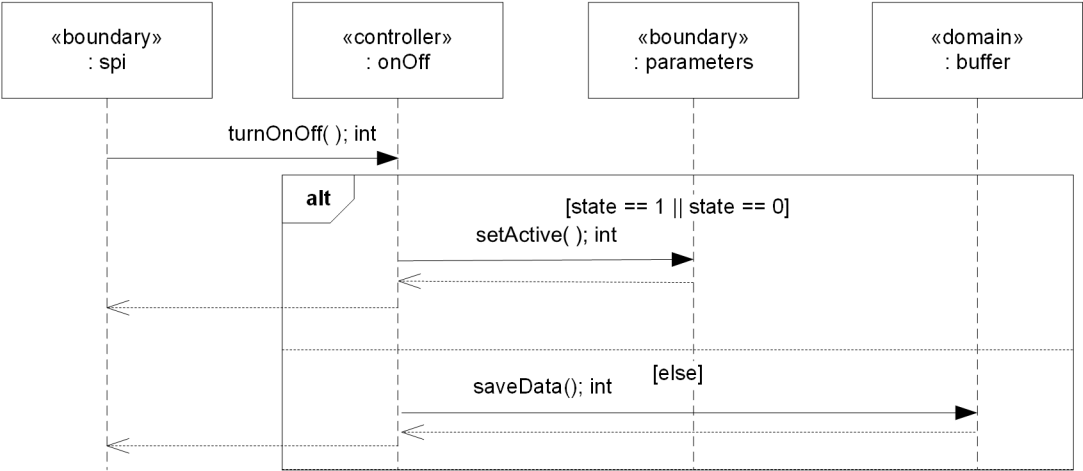 «boundary»
: spi
«controller»
: onOff
«boundary»
: parameters
«domain»
: buffer
turnOnOff( ); int
alt
[state == 1 || state == 0]
setActive( ); int
[else]
saveData(); int